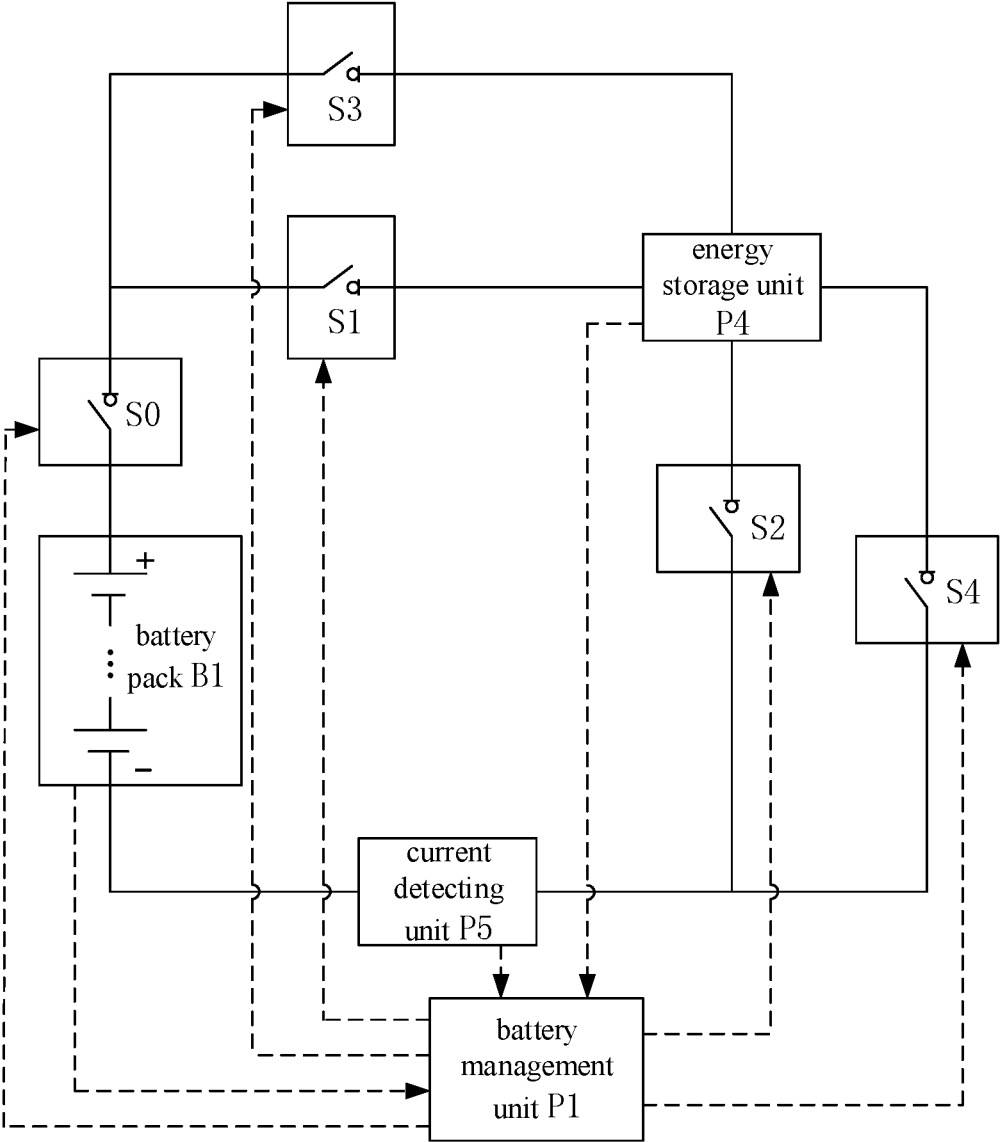 S3
energy
storage unit
P4
S1
S0
S2
S4
+
battery
pack B1
−
current
detecting
unit P5
battery
management
unit P1